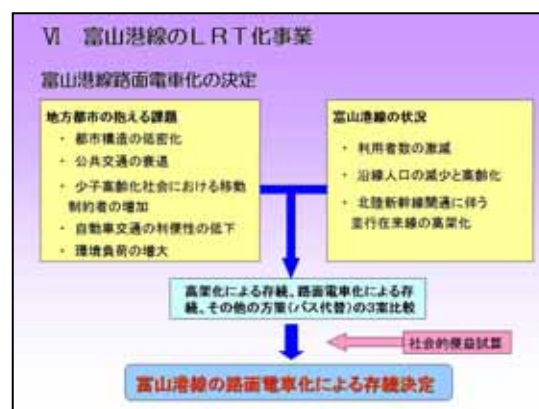 Ⅵ 富山港線のLRT化事業
富山港線路面電車化の決定
地方都市の抱える課題
・ 都市構造の低密化
・ 公共交通の衰退
・ 少子高齢化社会における移動
制約者の増加
・ 自動車交通の利便性の低下
・ 環境負荷の増大
富山港線の状況
・ 利用者数の激減
・ 沿線人口の減少と高齢化
・ 北陸新幹線開通に伴う
並行在来線の高架化
高架化による存続、路面電車化による存
続、その他の方策(バス代替)の3案比較
社会的便益試算
富山港線の路面電車化による存続決定